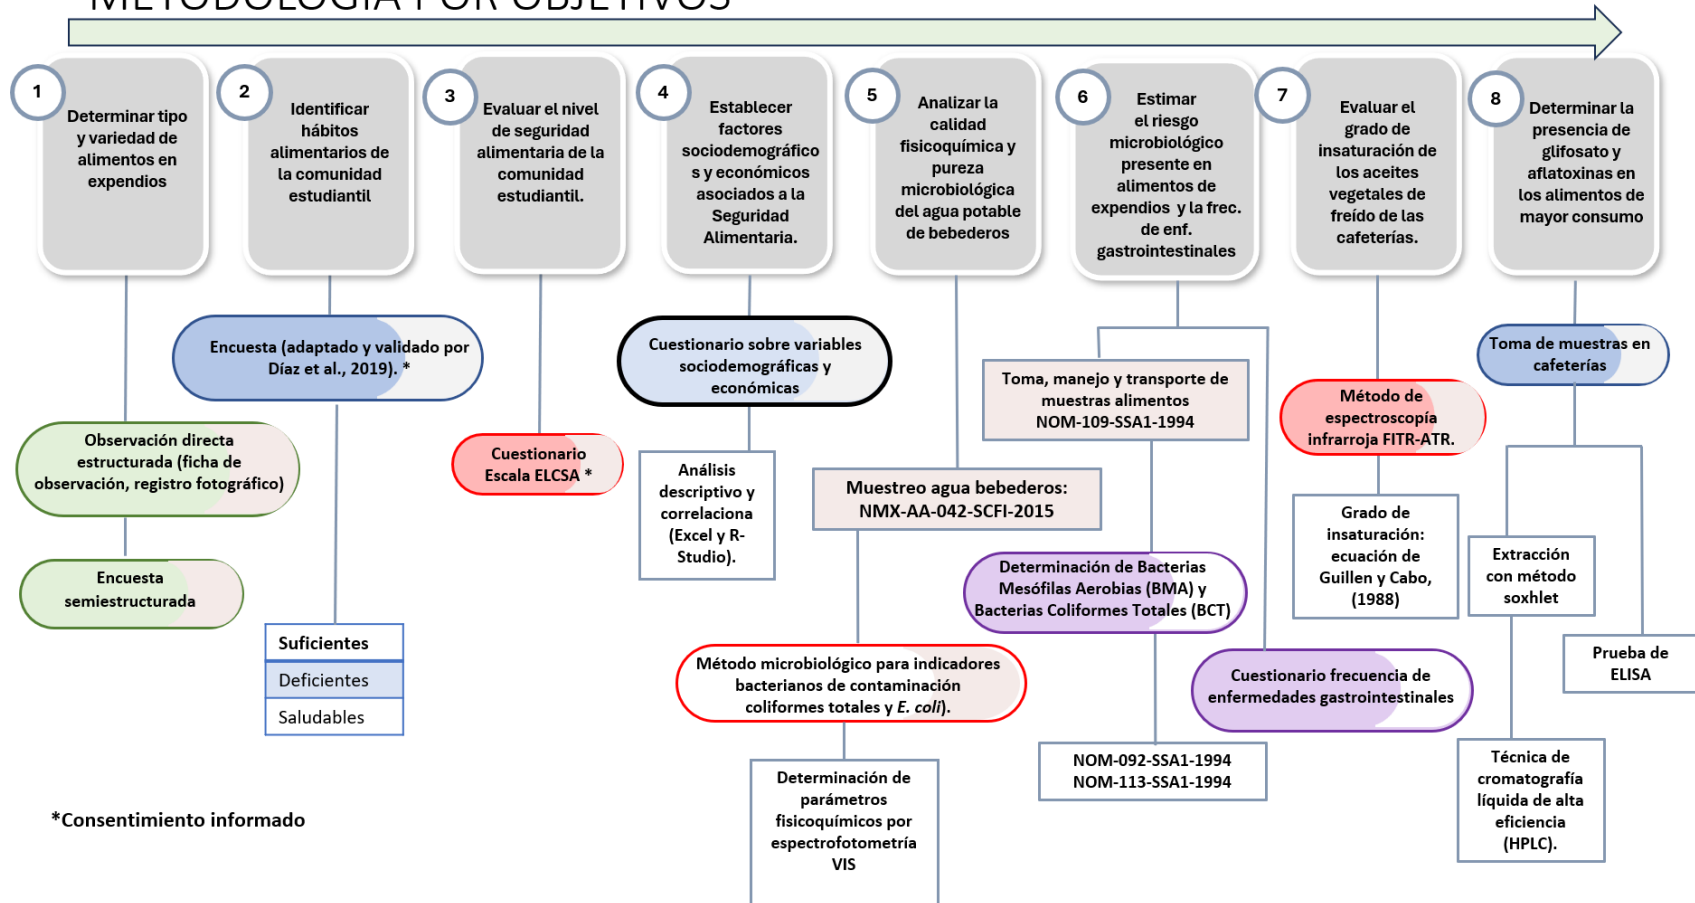 METODOLOGÍA POR OBJETIVOS
1
Determinar tipo
y variedad de
alimentos en
expendios
2
Identificar
hábitos
alimentarios de
la comunidad
estudiantil
3
Evaluar el nivel
de seguridad
alimentaria de la
comunidad
estudiantil.
4
Establecer
factores
sociodemográfico
s y económicos
asociados a la
Seguridad
Alimentaria.
5
Analizar la
calidad
fisicoquímica y
pureza
microbiológica
del agua potable
de bebederos
6
Estimar
el riesgo
microbiológico
presente en
alimentos de
expendios y la frec.
de enf.
gastrointestinales
7
Evaluar el
grado de
insaturación de
los aceites
vegetales de
freído de las
cafeterías.
8
Determinar la
presencia de
glifosato y
aflatoxinas en
los alimentos de
mayor consumo
Observación directa
estructurada (ficha de
observación, registro fotográfico)
Encuesta
semiestructurada
Encuesta (adaptado y validado por
Díaz et al., 2019). *
Suficientes
Deficientes
Saludables
Cuestionario
Escala ELCSA *
Cuestionario sobre variables
sociodemográficas y
económicas
Análisis
descriptivo y
correlaciona
(Excel y R-
Studio).
Muestreo agua bebederos:
NMX-AA-042-SCFI-2015
Método microbiológico para indicadores
bacterianos de contaminación
coliformes totales y E. coli).
Determinación de
parámetros
fisicoquímicos por
espectrofotometría
VIS
Toma, manejo y transporte de
muestras alimentos
NOM-109-SSA1-1994
Determinación de Bacterias
Mesófilas Aerobias (BMA) y
Bacterias Coliformes Totales (BCT)
NOM-092-SSA1-1994
NOM-113-SSA1-1994
Cuestionario frecuencia de
enfermedades gastrointestinales
Método de
espectroscopía
infrarroja FITR-ATR.
Grado de
insaturación:
ecuación de
Guillen y Cabo,
(1988)
Toma de muestras en
cafeterías
Extracción
con método
soxhlet
Técnica de
cromatografía
líquida de alta
eficiencia
(HPLC).
Prueba de
ELISA
*Consentimiento informado